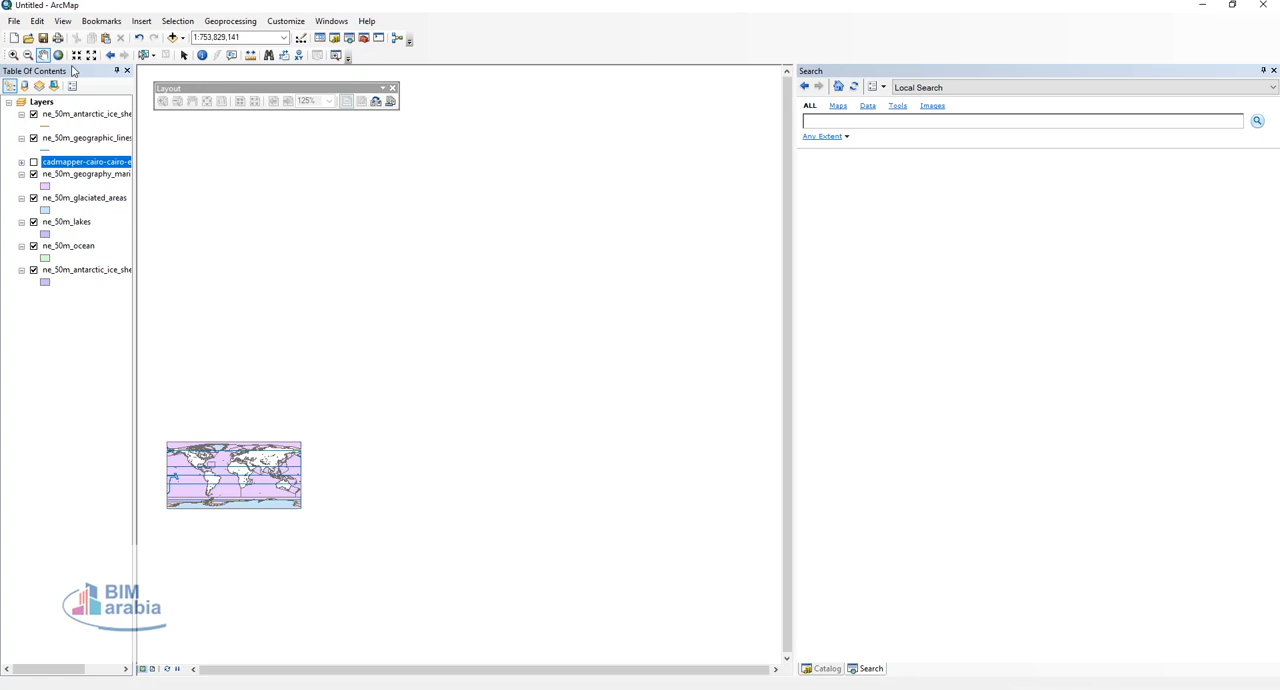 Untitled - ArcMap
File Edit View Bookmarks Insert Selection Geoprocessing Customize Windows Help
1:753,829,141
Table Of Contents
Layers
ne_50m_antarctic_ice_she
ne_50m_geographic_lines
cadmapper-cairo-cairo-e
ne_50m_geography_mari
ne_50m_glaciated_areas
ne_50m_lakes
ne_50m_ocean
ne_50m_antarctic_ice_she
Layout
125%
Search
Local Search
ALL Maps Data Tools Images
Any Extent
BIM
arabia
Catalog Search